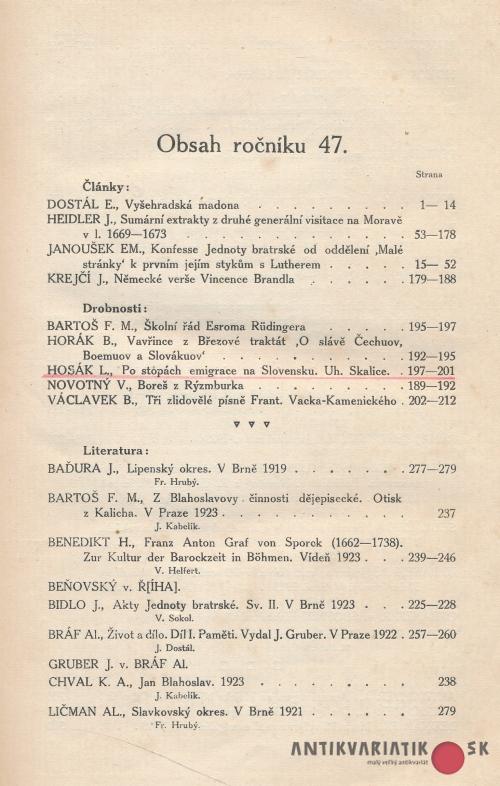 Obsah ročníku 47.
Strana
Články:
DOSTÁL E., Vyšehradská madona . . . . . . . . 1— 14
HEIDLER J., Sumární extrakty z druhé generální visitace na Moravě
v l. 1669—1673 . . . . . . . . . . 53—178
JANOUŠEK EM., Konfesse Jednoty bratrské od oddělení ‚Malé
stránky‘ k prvním jejím stykům s Lutherem . . . . . 15— 52
KREJČÍ J., Německé verše Vincence Brandla . . . . . 179—188
Drobnosti:
BARTOŠ F. M., Školní řád Esroma Rüdingera . . . . . 195—197
HORÁK B., Vavřince z Březové traktát ‚O slávě Čechuov,
Boemuov a Slovákuov‘ . . . . . . . . 192—195
HOSÁK L., Po stopách emigrace na Slovensku. Uh. Skalice. . 197—201
NOVOTNÝ V., Boreš z Rýzmburka . . . . . . . 189—192
VÁCLAVEK B., Tři zlidovělé písně Frant. Vacka-Kamenického . 202—212
Literatura:
BAĎURA J., Lipenský okres. V Brně 1919 . . . . . . 277—279
Fr. Hrubý.
BARTOŠ F. M., Z Blahoslavovy činnosti dějepisecké. Otisk
z Kalicha. V Praze 1923 . . . . . . . . . 237
J. Kabelík.
BENEDIKT H., Franz Anton Graf von Sporck (1662—1738).
Zur Kultur der Barockzeit in Böhmen. Vídeň 1923 . . . 239—246
V. Helfert.
BEŇOVSKÝ v. Ř[ÍHA].
BIDLO J., Akty Jednoty bratrské. Sv. II. V Brně 1923 . . . 225—228
V. Sokol.
BRÁF Al., Život a dílo. Díl I. Paměti. Vydal J. Gruber. V Praze 1922 . 257—260
J. Dostál.
GRUBER J. v. BRÁF Al.
CHVAL K. A., Jan Blahoslav. 1923 . . . . . . . 238
J. Kabelík.
LIČMAN AL., Slavkovský okres. V Brně 1921 . . . . . 279
Fr. Hrubý.
ANTIKVARIATIK SK
malý veľký antikvariát